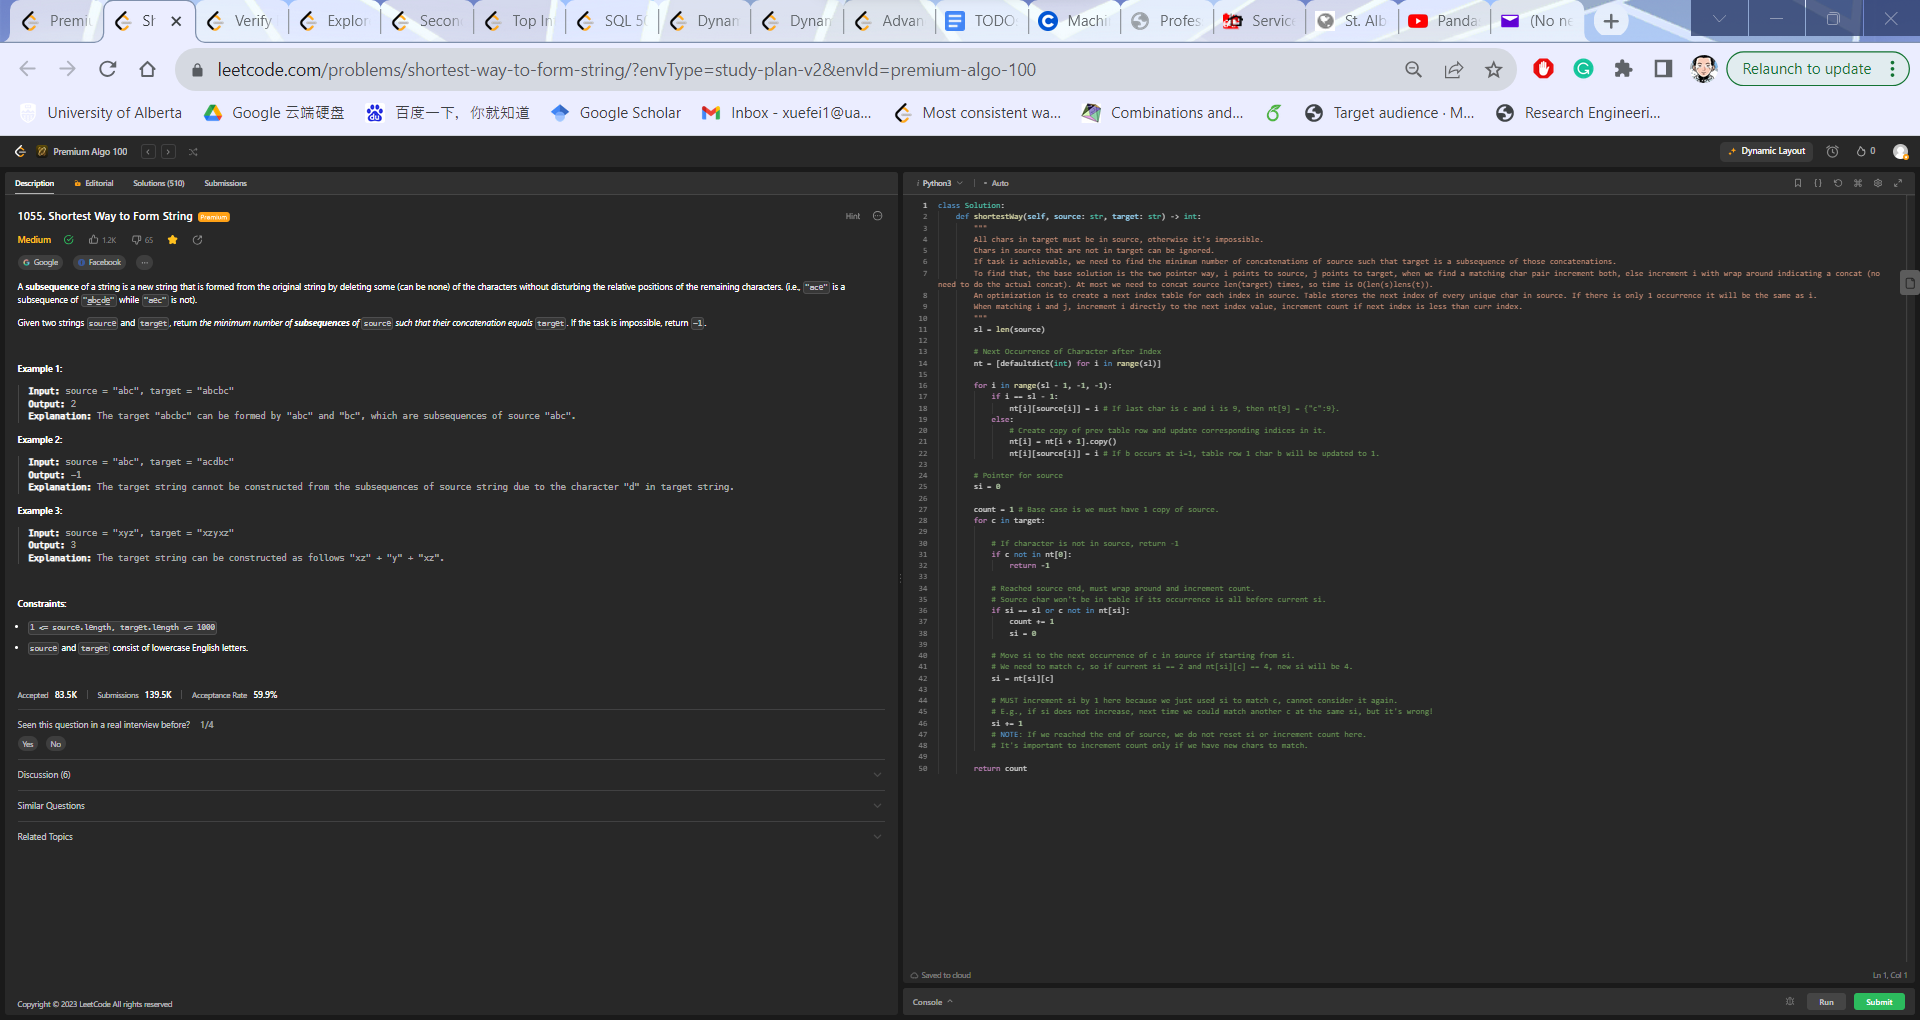 Premiu
Sh
Verify
Explor
Secon
Top In
SQL 50
Dynan
Dynan
Advan
TODO
Machi
Profes
Service
St. Alb
Panda
(No ne
leetcode.com/problems/shortest-way-to-form-string/?envType=study-plan-v2&envId=premium-algo-100
Relaunch to update
University of Alberta
Google 云端硬盘
百度一下，你就知道
Google Scholar
Inbox - xuefei1@ua...
Most consistent wa...
Combinations and...
Target audience · M...
Research Engineeri...
Premium Algo 100
Dynamic Layout
0
Description
Editorial
Solutions (510)
Submissions
1055. Shortest Way to Form String Premium
Hint
Medium
1.2K
65
Google
Facebook
A subsequence of a string is a new string that is formed from the original string by deleting some (can be none) of the characters without disturbing the relative positions of the remaining characters. (i.e., "ace" is a
subsequence of "abcde" while "aec" is not).
Given two strings source and target, return the minimum number of subsequences of source such that their concatenation equals target. If the task is impossible, return -1.
Example 1:
Input: source = "abc", target = "abcbc"
Output: 2
Explanation: The target "abcbc" can be formed by "abc" and "bc", which are subsequences of source "abc".
Example 2:
Input: source = "abc", target = "acdbc"
Output: -1
Explanation: The target string cannot be constructed from the subsequences of source string due to the character "d" in target string.
Example 3:
Input: source = "xyz", target = "xzyxz"
Output: 3
Explanation: The target string can be constructed as follows "xz" + "y" + "xz".
Constraints:
• 1 <= source.length, target.length <= 1000
• source and target consist of lowercase English letters.
Accepted 83.5K
Submissions 139.5K
Acceptance Rate 59.9%
Seen this question in a real interview before? 1/4
Yes
No
Discussion (6)
Similar Questions
Related Topics
Copyright © 2023 LeetCode All rights reserved
i Python3
• Auto
1 class Solution:
2 def shortestWay(self, source: str, target: str) -> int:
3 """
4 All chars in target must be in source, otherwise it's impossible.
5 Chars in source that are not in target can be ignored.
6 If task is achievable, we need to find the minimum number of concatenations of source such that target is a subsequence of those concatenations.
7 To find that, the base solution is the two pointer way, i points to source, j points to target, when we find a matching char pair increment both, else increment i with wrap around indicating a concat (no
need to do the actual concat). At most we need to concat source len(target) times, so time is O(len(s)lens(t)).
8 An optimization is to create a next index table for each index in source. Table stores the next index of every unique char in source. If there is only 1 occurrence it will be the same as i.
9 When matching i and j, increment i directly to the next index value, increment count if next index is less than curr index.
10 """
11 sl = len(source)
12
13 # Next Occurrence of Character after Index
14 nt = [defaultdict(int) for i in range(sl)]
15
16 for i in range(sl - 1, -1, -1):
17 if i == sl - 1:
18 nt[i][source[i]] = i # If last char is c and i is 9, then nt[9] = {"c":9}.
19 else:
20 # Create copy of prev table row and update corresponding indices in it.
21 nt[i] = nt[i + 1].copy()
22 nt[i][source[i]] = i # If b occurs at i=1, table row 1 char b will be updated to 1.
23
24 # Pointer for source
25 si = 0
26
27 count = 1 # Base case is we must have 1 copy of source.
28 for c in target:
29
30 # If character is not in source, return -1
31 if c not in nt[0]:
32 return -1
33
34 # Reached source end, must wrap around and increment count.
35 # Source char won't be in table if its occurrence is all before current si.
36 if si == sl or c not in nt[si]:
37 count += 1
38 si = 0
39
40 # Move si to the next occurrence of c in source if starting from si.
41 # We need to match c, so if current si == 2 and nt[si][c] == 4, new si will be 4.
42 si = nt[si][c]
43
44 # MUST increment si by 1 here because we just used si to match c, cannot consider it again.
45 # E.g., if si does not increase, next time we could match another c at the same si, but it's wrong!
46 si += 1
47 # NOTE: If we reached the end of source, we do not reset si or increment count here.
48 # It's important to increment count only if we have new chars to match.
49
50 return count
Saved to cloud
Ln 1, Col 1
Console
Run
Submit